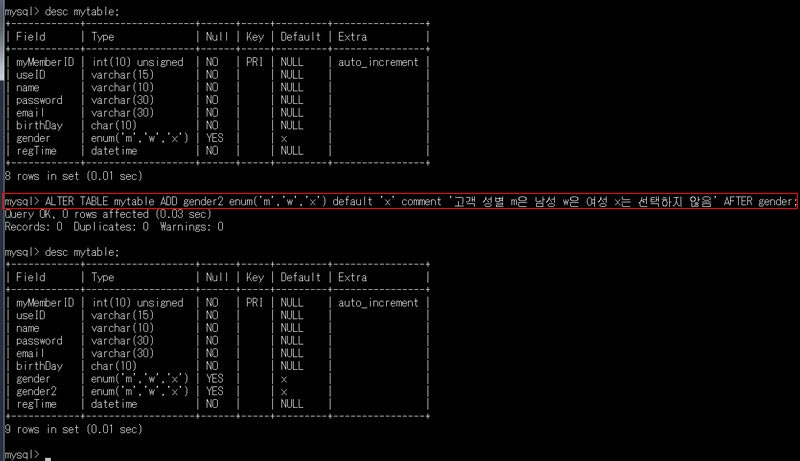 mysql> desc mytable;
+------------+-------------------+------+-----+---------+----------------+
| Field      | Type              | Null | Key | Default | Extra          |
+------------+-------------------+------+-----+---------+----------------+
| myMemberID | int(10) unsigned  | NO   | PRI | NULL    | auto_increment |
| useID      | varchar(15)       | NO   |     | NULL    |                |
| name       | varchar(10)       | NO   |     | NULL    |                |
| password   | varchar(30)       | NO   |     | NULL    |                |
| email      | varchar(30)       | NO   |     | NULL    |                |
| birthDay   | char(10)          | NO   |     | NULL    |                |
| gender     | enum('m','w','x') | YES  |     | x       |                |
| regTime    | datetime          | NO   |     | NULL    |                |
+------------+-------------------+------+-----+---------+----------------+
8 rows in set (0.01 sec)
mysql> ALTER TABLE mytable ADD gender2 enum('m','w','x') default 'x' comment '고객 성별 m은 남성 w은 여성 x는 선택하지 않음' AFTER gender;
Query OK, 0 rows affected (0.03 sec)
Records: 0  Duplicates: 0  Warnings: 0
mysql> desc mytable;
+------------+-------------------+------+-----+---------+----------------+
| Field      | Type              | Null | Key | Default | Extra          |
+------------+-------------------+------+-----+---------+----------------+
| myMemberID | int(10) unsigned  | NO   | PRI | NULL    | auto_increment |
| useID      | varchar(15)       | NO   |     | NULL    |                |
| name       | varchar(10)       | NO   |     | NULL    |                |
| password   | varchar(30)       | NO   |     | NULL    |                |
| email      | varchar(30)       | NO   |     | NULL    |                |
| birthDay   | char(10)          | NO   |     | NULL    |                |
| gender     | enum('m','w','x') | YES  |     | x       |                |
| gender2    | enum('m','w','x') | YES  |     | x       |                |
| regTime    | datetime          | NO   |     | NULL    |                |
+------------+-------------------+------+-----+---------+----------------+
9 rows in set (0.01 sec)
mysql> _